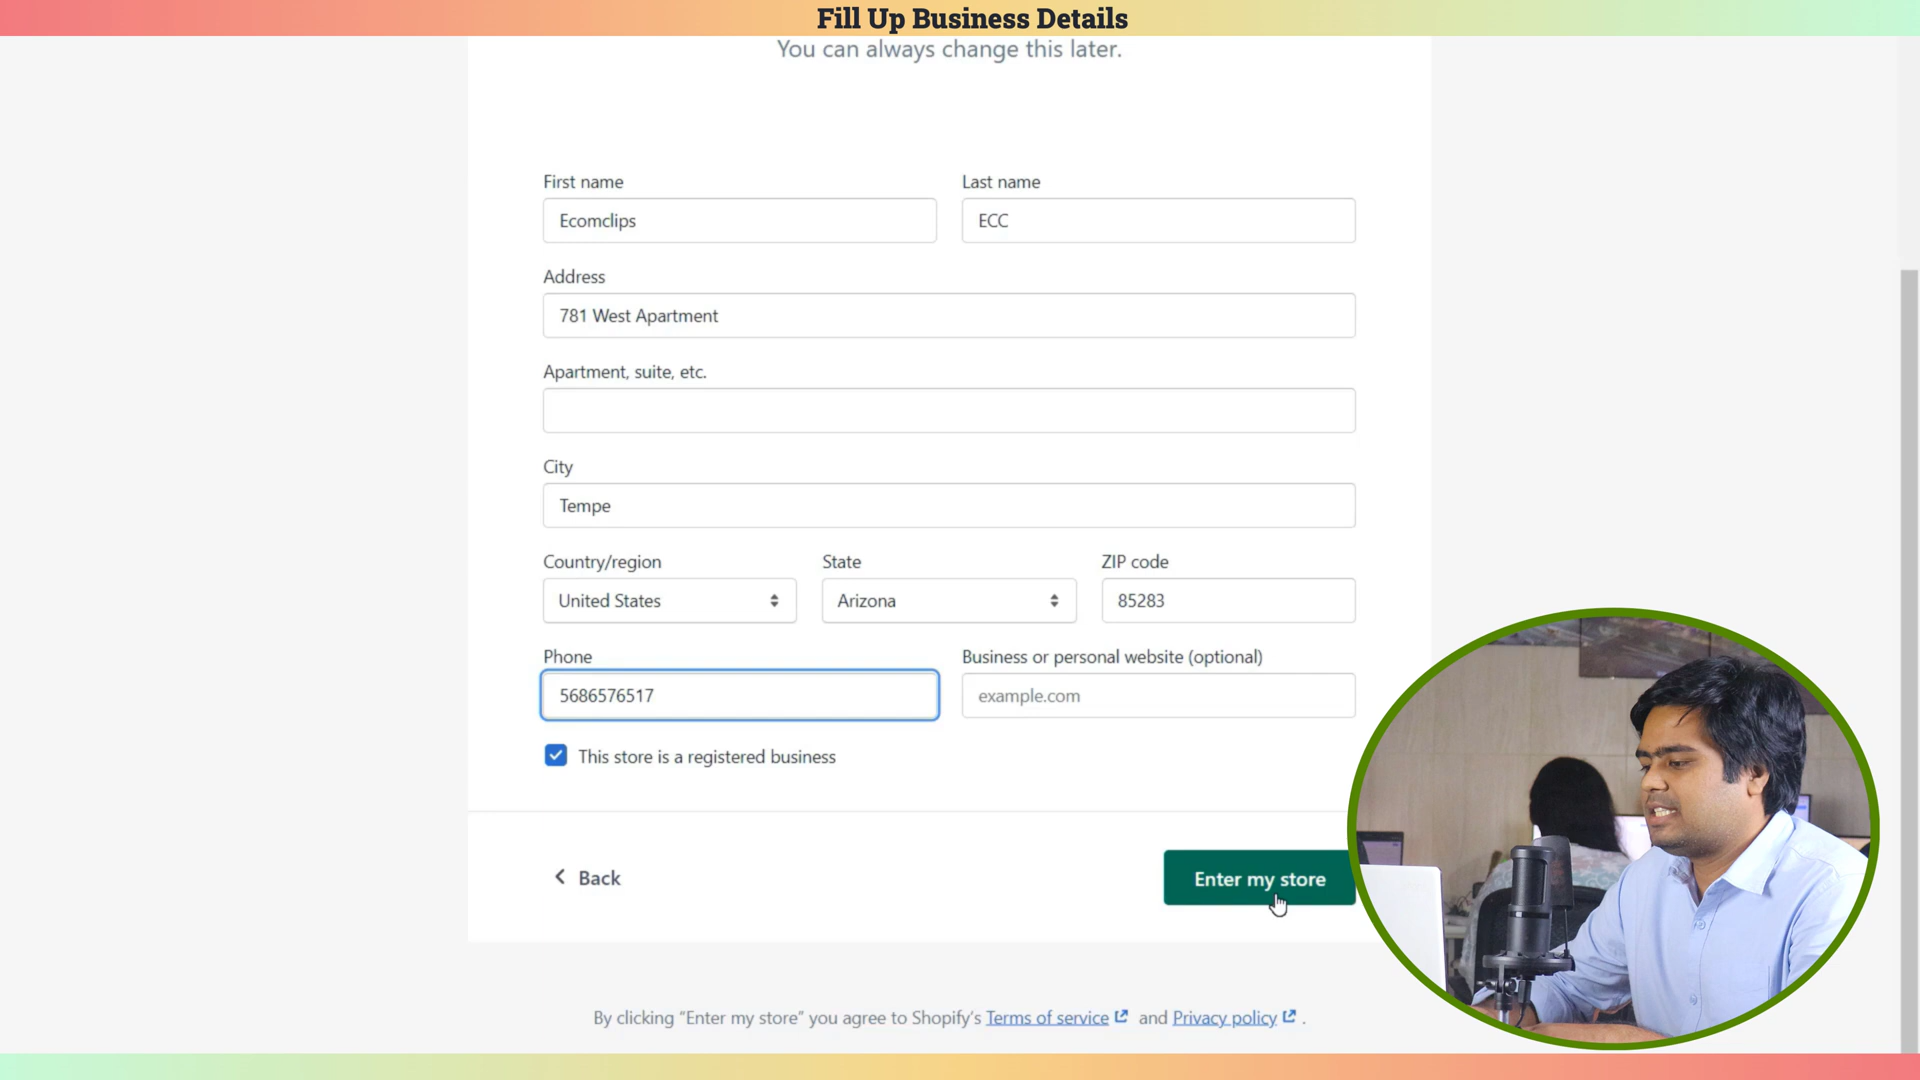 Fill Up Business Details
You can always change this later.
First name
Last name
Ecomclips
ECC
Address
781 West Apartment
Apartment, suite, etc.
City
Tempe
Country/region
State
ZIP code
United States
Arizona
85283
Phone
Business or personal website (optional)
5686576517
example.com
This store is a registered business
Back
Enter my store
By clicking “Enter my store” you agree to Shopify's Terms of service and Privacy policy .